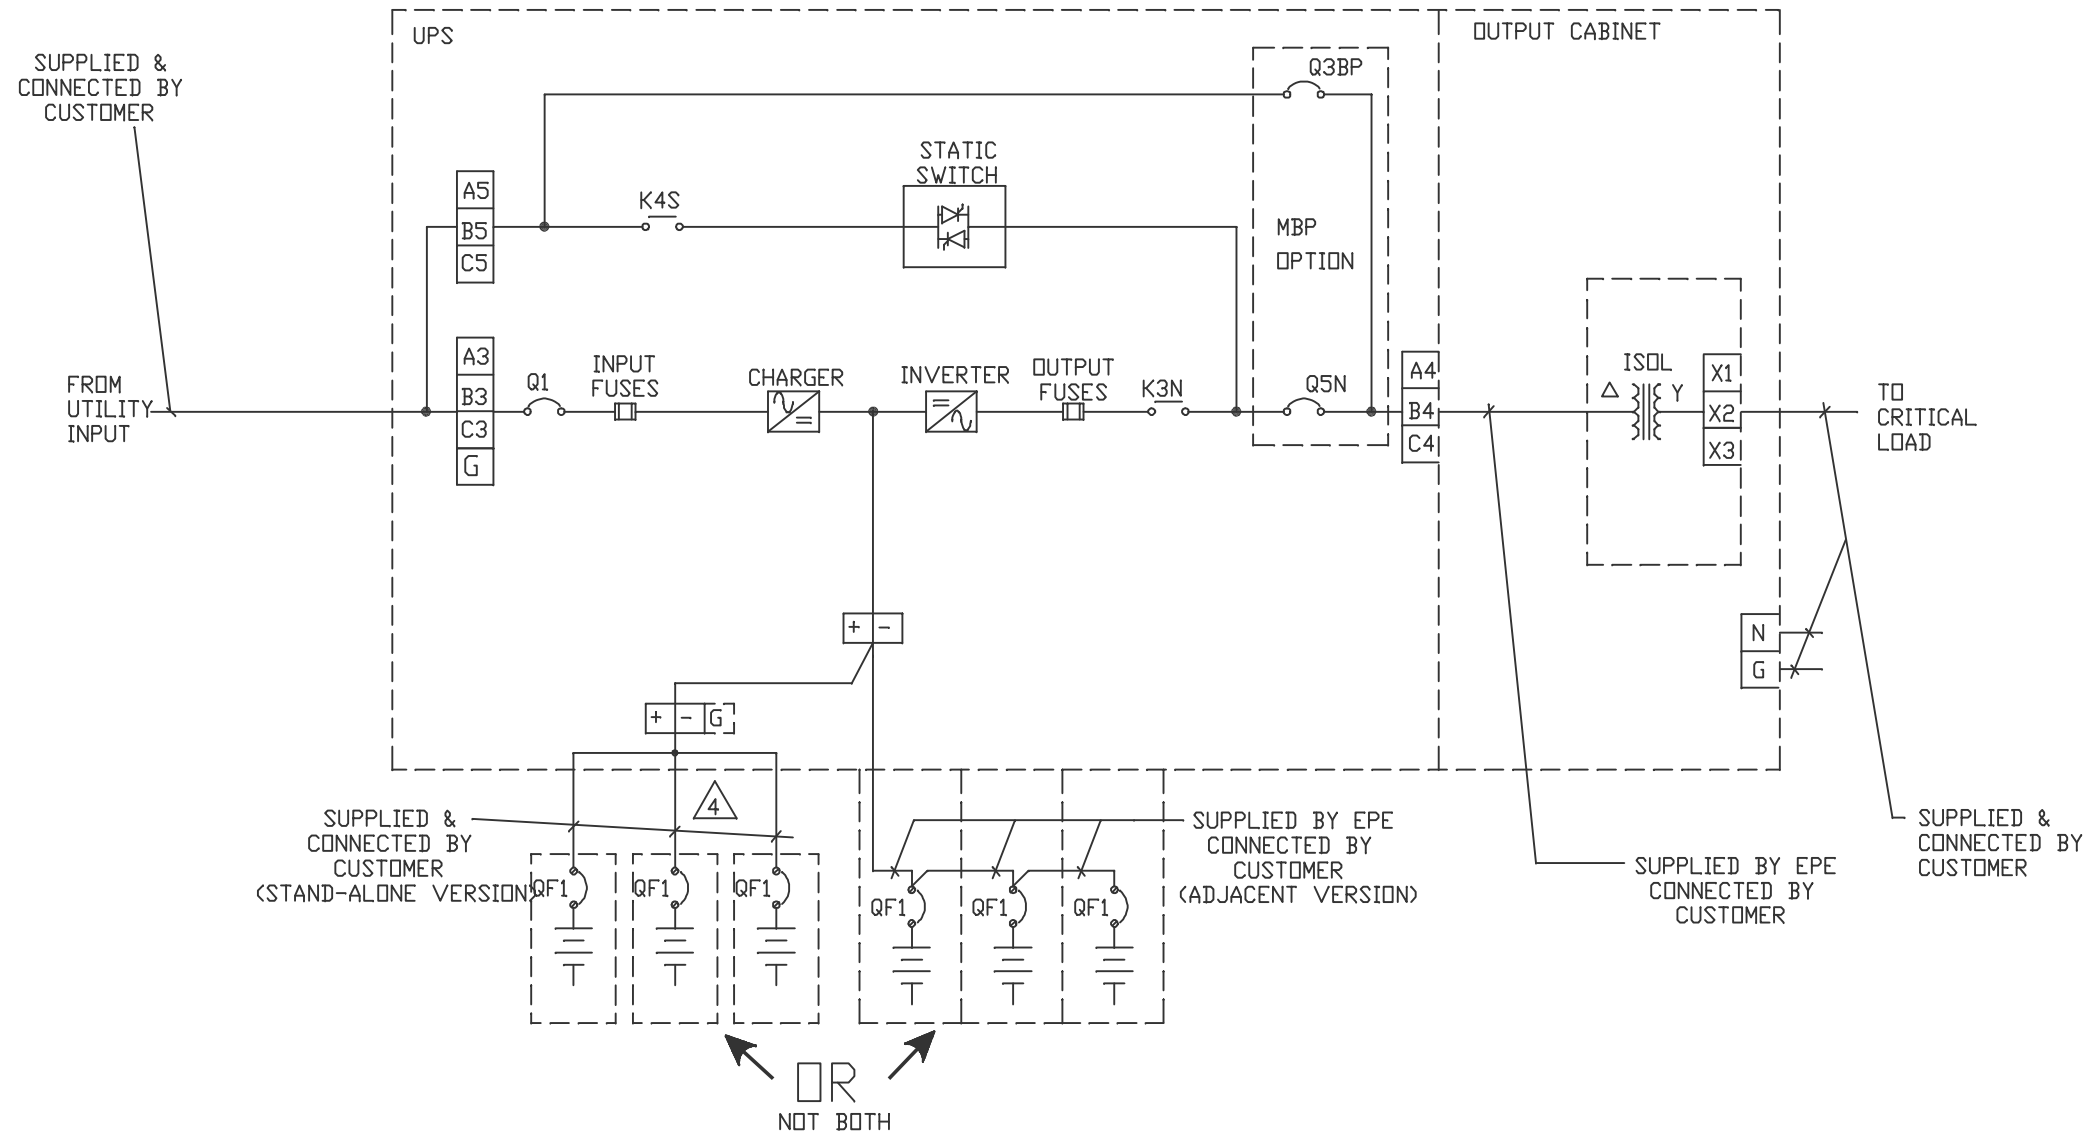 UPS
OUTPUT CABINET
SUPPLIED &
CONNECTED BY
CUSTOMER
Q3BP
STATIC
SWITCH
K4S
A5
B5
C5
MBP
OPTION
FROM
UTILITY
INPUT
A3
B3
C3
G
Q1
INPUT
FUSES
CHARGER
INVERTER
OUTPUT
FUSES
K3N
Q5N
A4
B4
C4
ISOL
Y
X1
X2
X3
TO
CRITICAL
LOAD
+ -
N
G
+ - G
4
SUPPLIED &
CONNECTED BY
CUSTOMER
(STAND-ALONE VERSION)
QF1
QF1
QF1
QF1
QF1
QF1
SUPPLIED BY EPE
CONNECTED BY
CUSTOMER
(ADJACENT VERSION)
SUPPLIED BY EPE
CONNECTED BY
CUSTOMER
SUPPLIED &
CONNECTED BY
CUSTOMER
OR
NOT BOTH